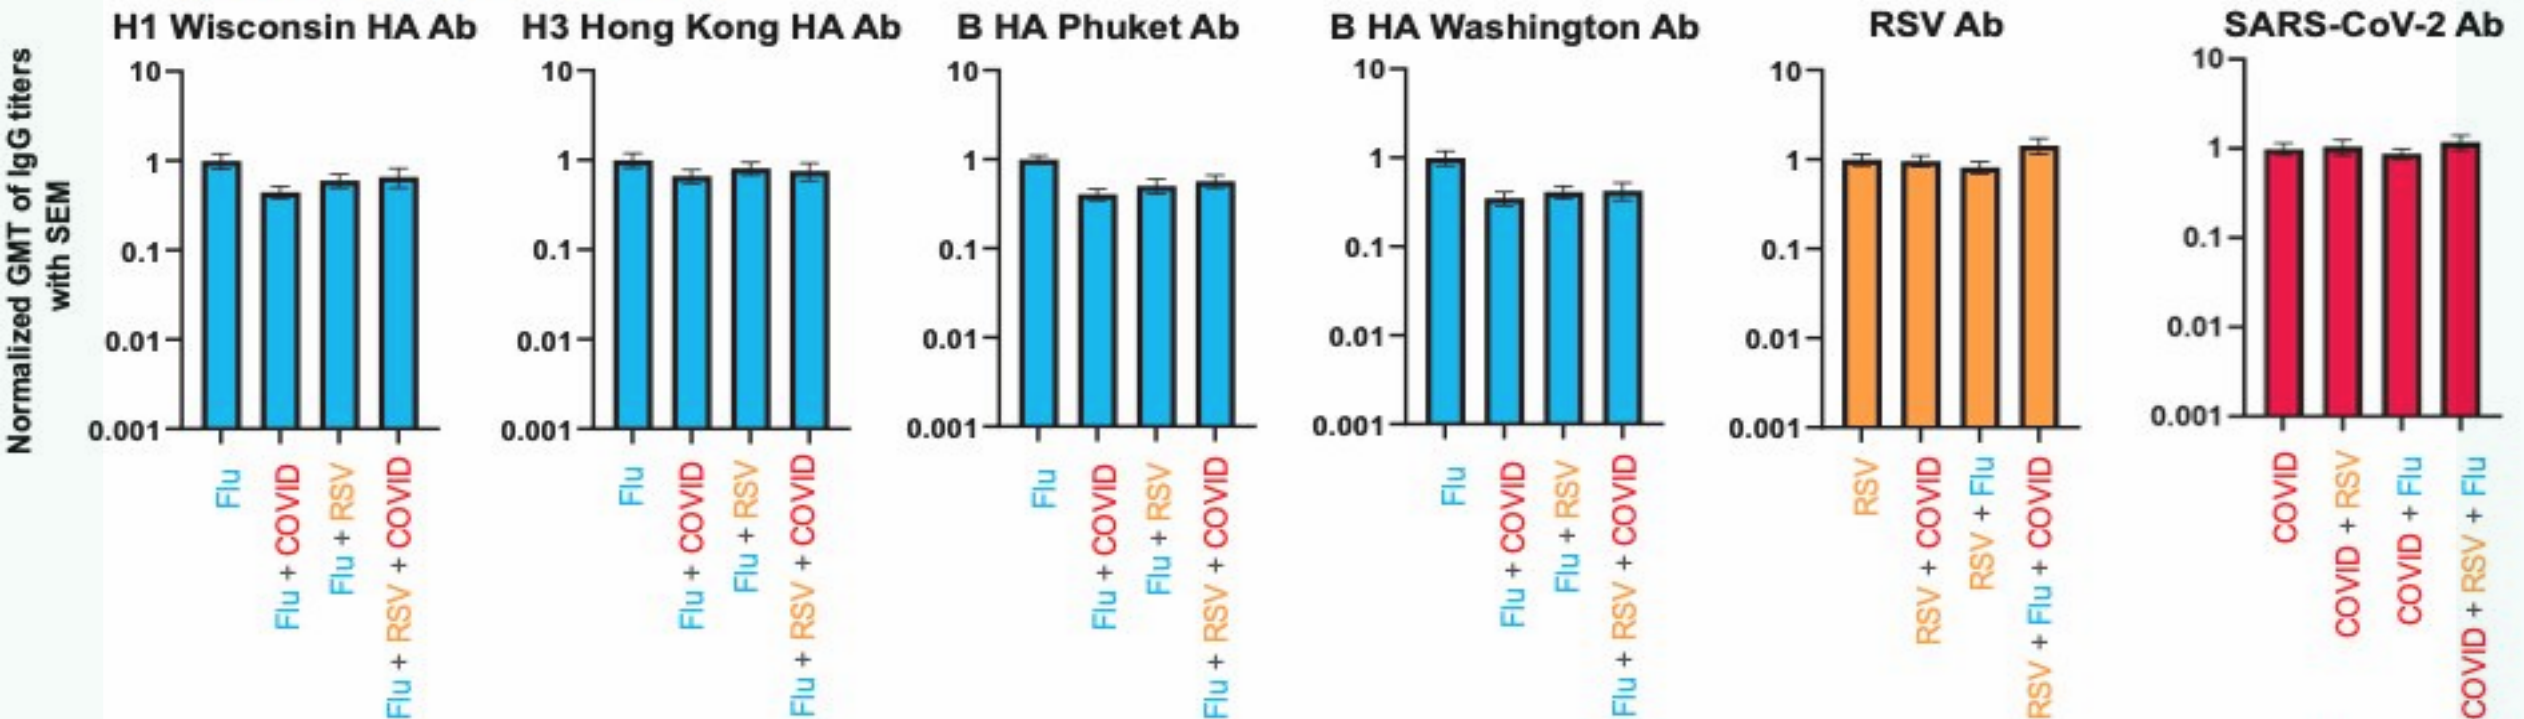 Normalized GMT of IgG titers
with SEM
H1 Wisconsin HA Ab
10
1
0.1
0.01
0.001
Flu
Flu + COVID
Flu + RSV
Flu + RSV + COVID
H3 Hong Kong HA Ab
10
1
0.1
0.01
0.001
Flu
Flu + COVID
Flu + RSV
Flu + RSV + COVID
B HA Phuket Ab
10
1
0.1
0.01
0.001
Flu
Flu + COVID
Flu + RSV
Flu + RSV + COVID
B HA Washington Ab
10
1
0.1
0.01
0.001
Flu
Flu + COVID
Flu + RSV
Flu + RSV + COVID
RSV Ab
10
1
0.1
0.01
0.001
RSV
RSV + COVID
RSV + Flu
RSV + Flu + COVID
SARS-CoV-2 Ab
10
1
0.1
0.01
0.001
COVID
COVID + RSV
COVID + Flu
COVID + RSV + Flu